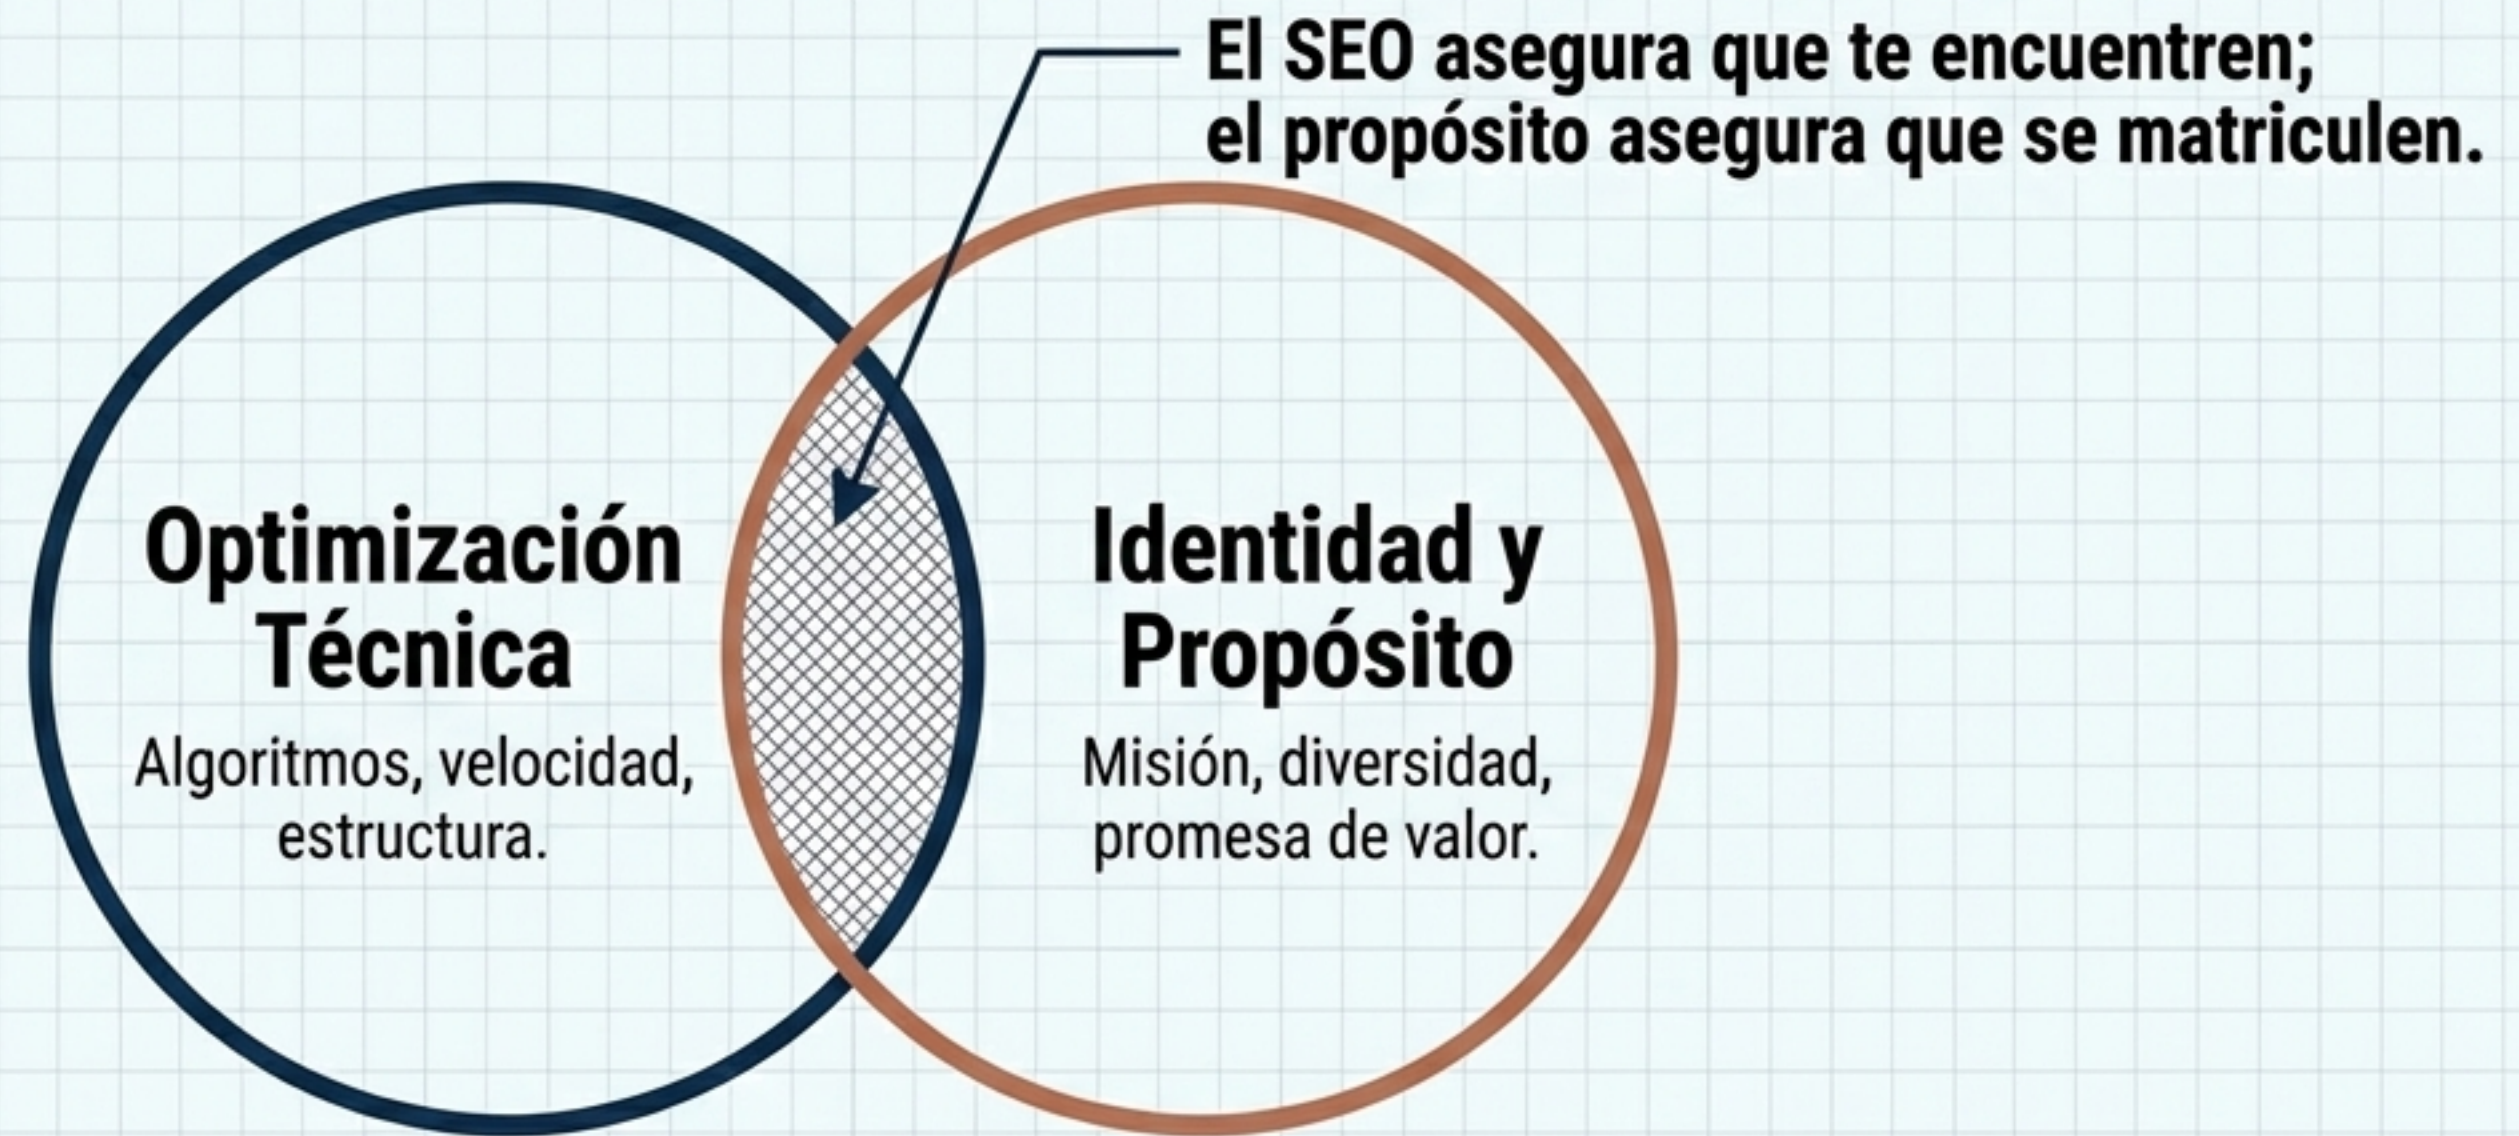 El SEO asegura que te encuentren;
el propósito asegura que se matriculen.
Optimización
Técnica
Algoritmos, velocidad,
estructura.
Identidad y
Propósito
Misión, diversidad,
promesa de valor.